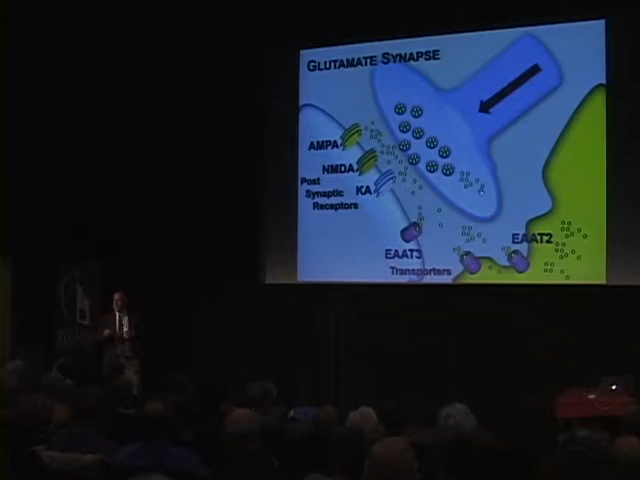 GLUTAMATE SYNAPSE
AMPA
NMDA
KA
Post
Synaptic
Receptors
EAAT3
EAAT2
Transporters